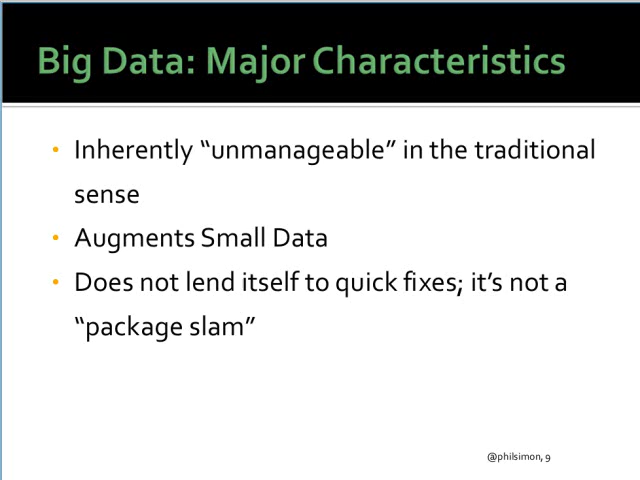 Big Data: Major Characteristics
• Inherently “unmanageable” in the traditional
sense
• Augments Small Data
• Does not lend itself to quick fixes; it’s not a
“package slam”
@philsimon, 9